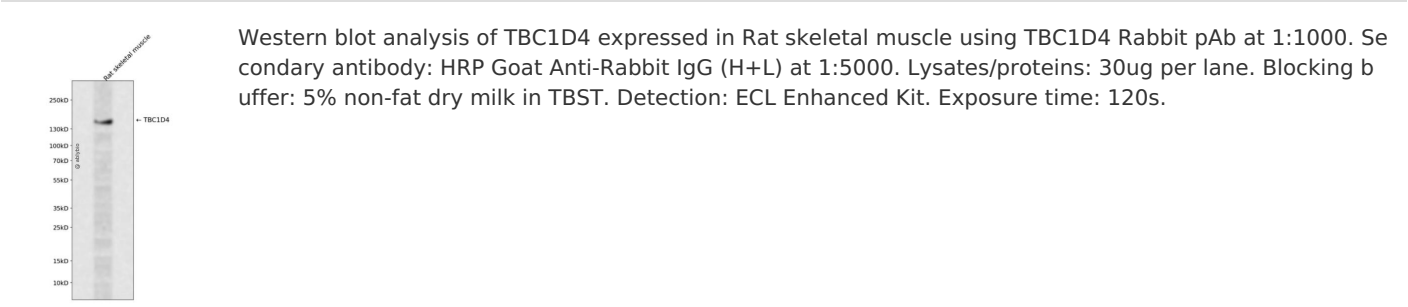 Western blot analysis of TBC1D4 expressed in Rat skeletal muscle using TBC1D4 Rabbit pAb at 1:1000. Se
condary antibody: HRP Goat Anti-Rabbit IgG (H+L) at 1:5000. Lysates/proteins: 30ug per lane. Blocking b
uffer: 5% non-fat dry milk in TBST. Detection: ECL Enhanced Kit. Exposure time: 120s.
Rat skeletal muscle
250kD
← TBC1D4
130kD
100kD
70kD
55kD
35kD
25kD
15kD
10kD